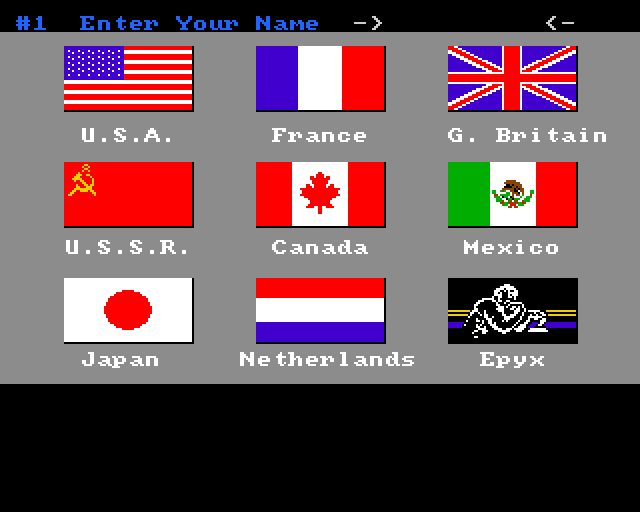 #1 Enter Your Name -> <-
U.S.A. France G. Britain
U.S.S.R. Canada Mexico
Japan Netherlands Epyx